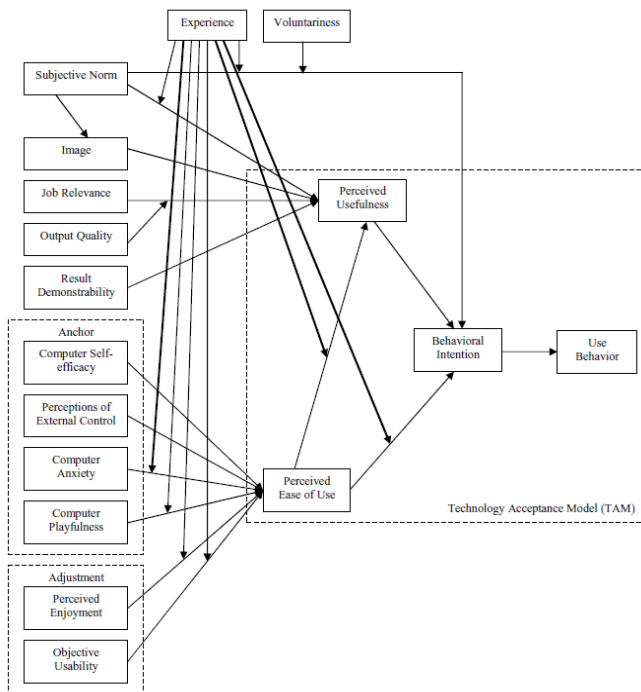 Experience
Voluntariness
Subjective Norm
Image
Job Relevance
Perceived
Usefulness
Output Quality
Result
Demonstrability
Anchor
Computer Self-
efficacy
Behavioral
Intention
Use
Behavior
Perceptions of
External Control
Computer
Anxiety
Perceived
Ease of Use
Computer
Playfulness
Technology Acceptance Model (TAM)
Adjustment
Perceived
Enjoyment
Objective
Usability